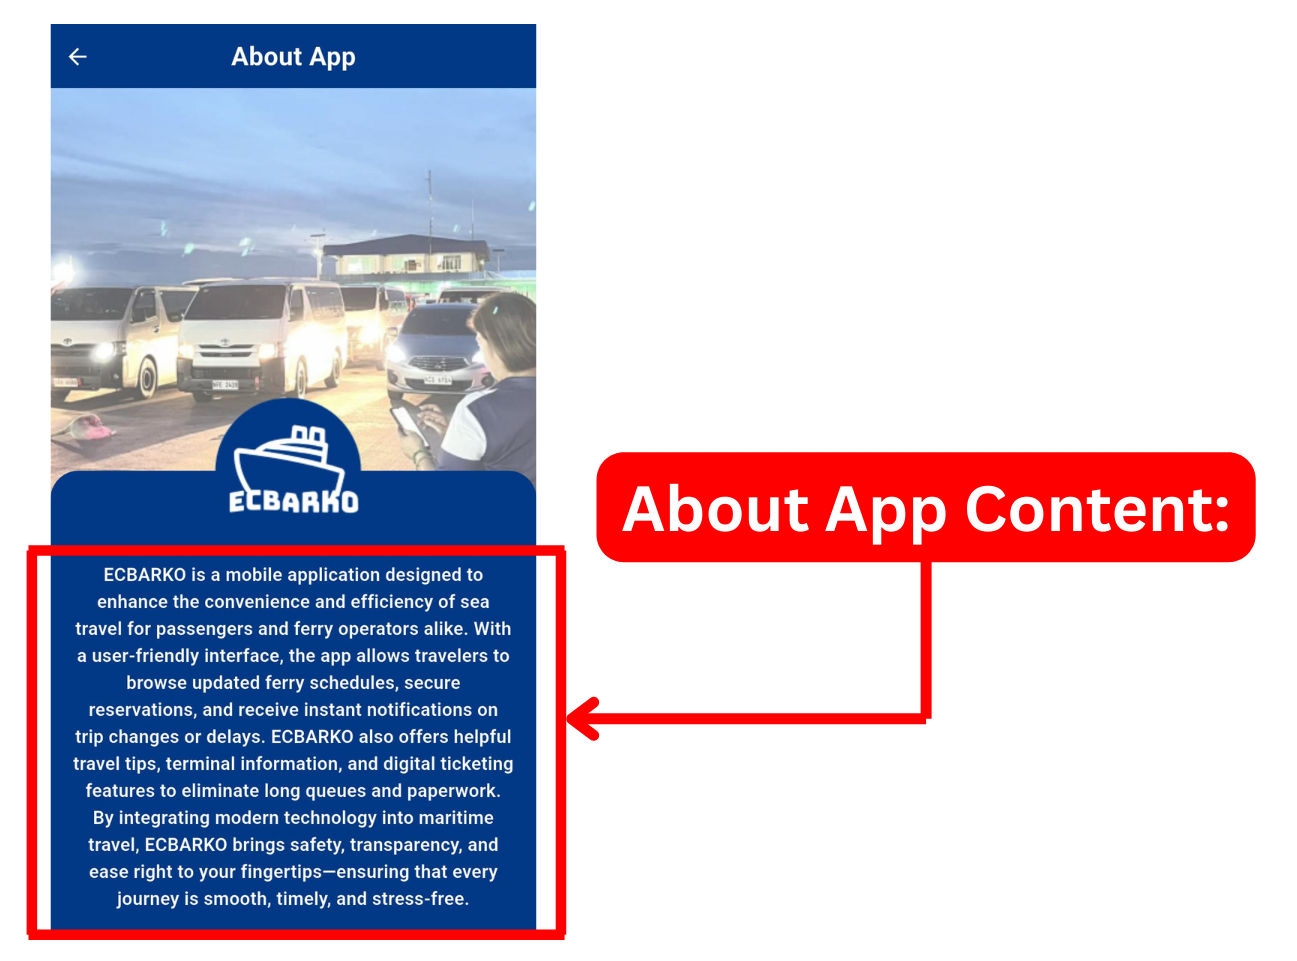 About App
ECBARKO
ECBARKO is a mobile application designed to
enhance the convenience and efficiency of sea
travel for passengers and ferry operators alike. With
a user-friendly interface, the app allows travelers to
browse updated ferry schedules, secure
reservations, and receive instant notifications on
trip changes or delays. ECBARKO also offers helpful
travel tips, terminal information, and digital ticketing
features to eliminate long queues and paperwork.
By integrating modern technology into maritime
travel, ECBARKO brings safety, transparency, and
ease right to your fingertips—ensuring that every
journey is smooth, timely, and stress-free.
About App Content: